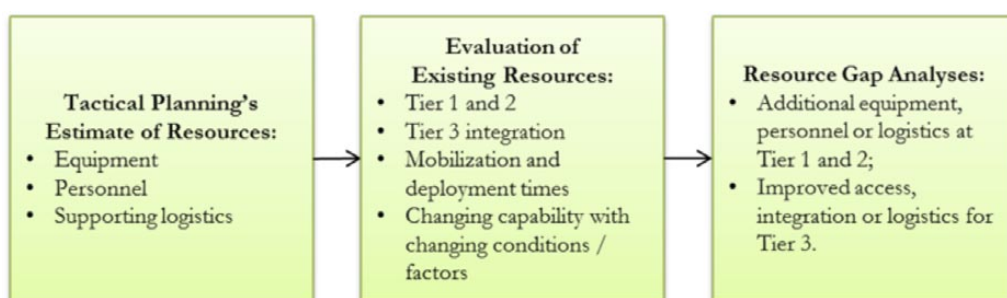 Tactical Planning's
Estimate of Resources:
• Equipment
• Personnel
• Supporting logistics
Evaluation of
Existing Resources:
• Tier 1 and 2
• Tier 3 integration
• Mobilization and
deployment times
• Changing capability with
changing conditions /
factors
Resource Gap Analyses:
• Additional equipment,
personnel or logistics at
Tier 1 and 2;
• Improved access,
integration or logistics for
Tier 3.